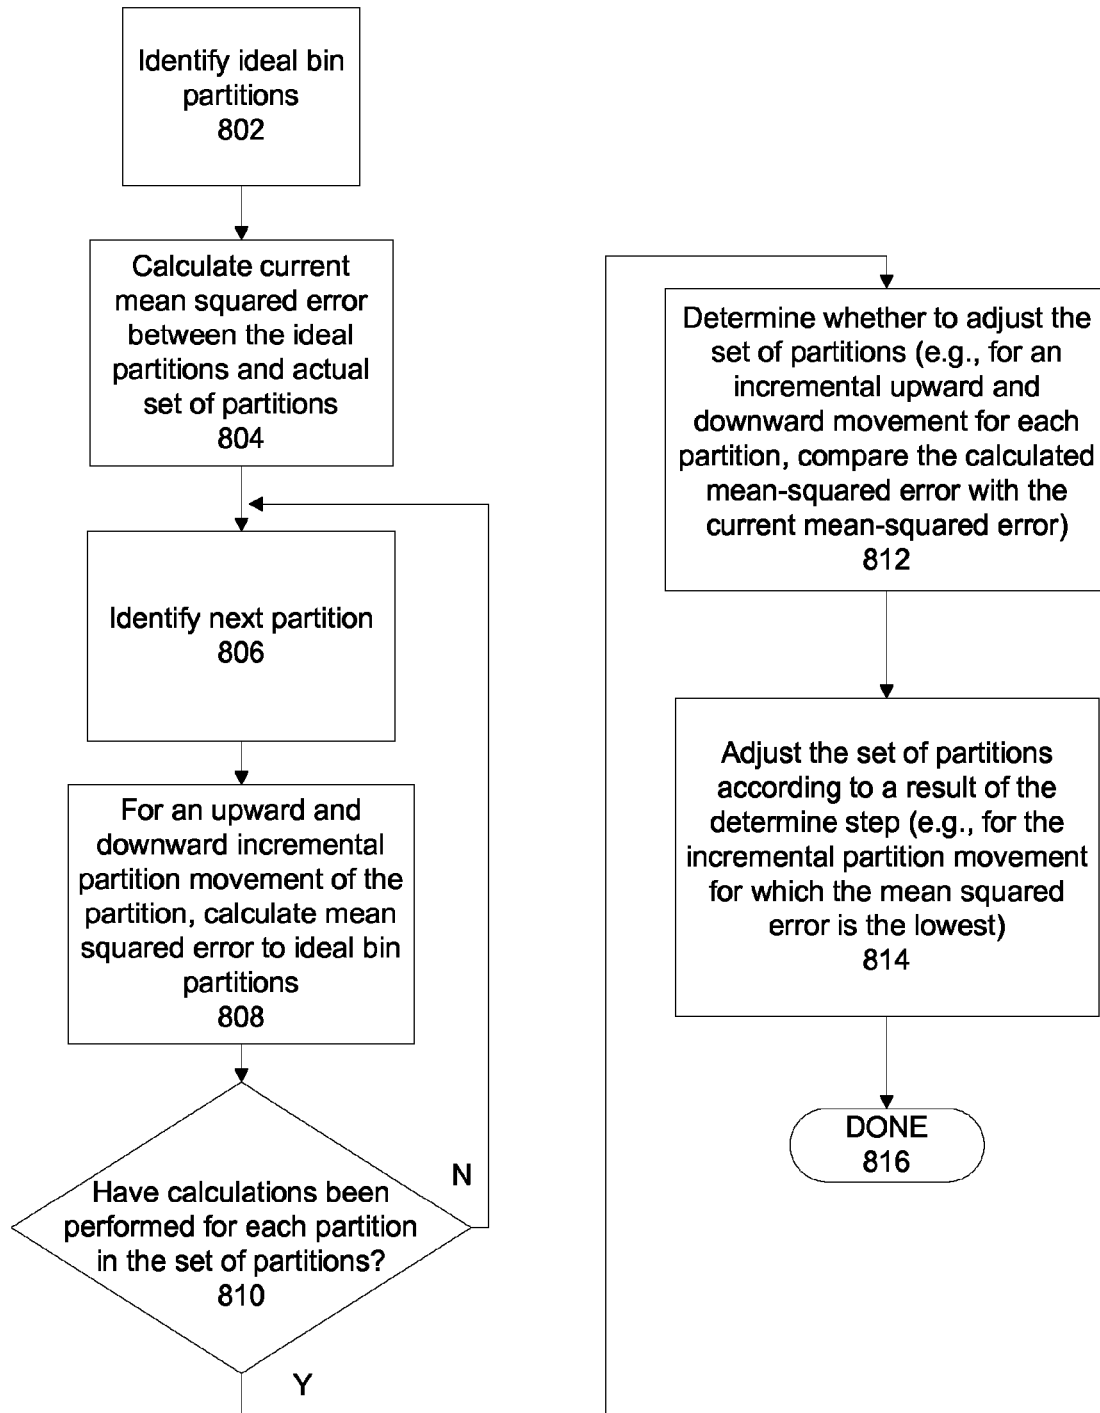 Identify ideal bin
partitions
802
Calculate current
mean squared error
between the ideal
partitions and actual
set of partitions
804
Identify next partition
806
For an upward and
downward incremental
partition movement of the
partition, calculate mean
squared error to ideal bin
partitions
808
Have calculations been
performed for each partition
in the set of partitions?
810
N
Y
Determine whether to adjust the
set of partitions (e.g., for an
incremental upward and
downward movement for each
partition, compare the calculated
mean-squared error with the
current mean-squared error)
812
Adjust the set of partitions
according to a result of the
determine step (e.g., for the
incremental partition movement
for which the mean squared
error is the lowest)
814
DONE
816